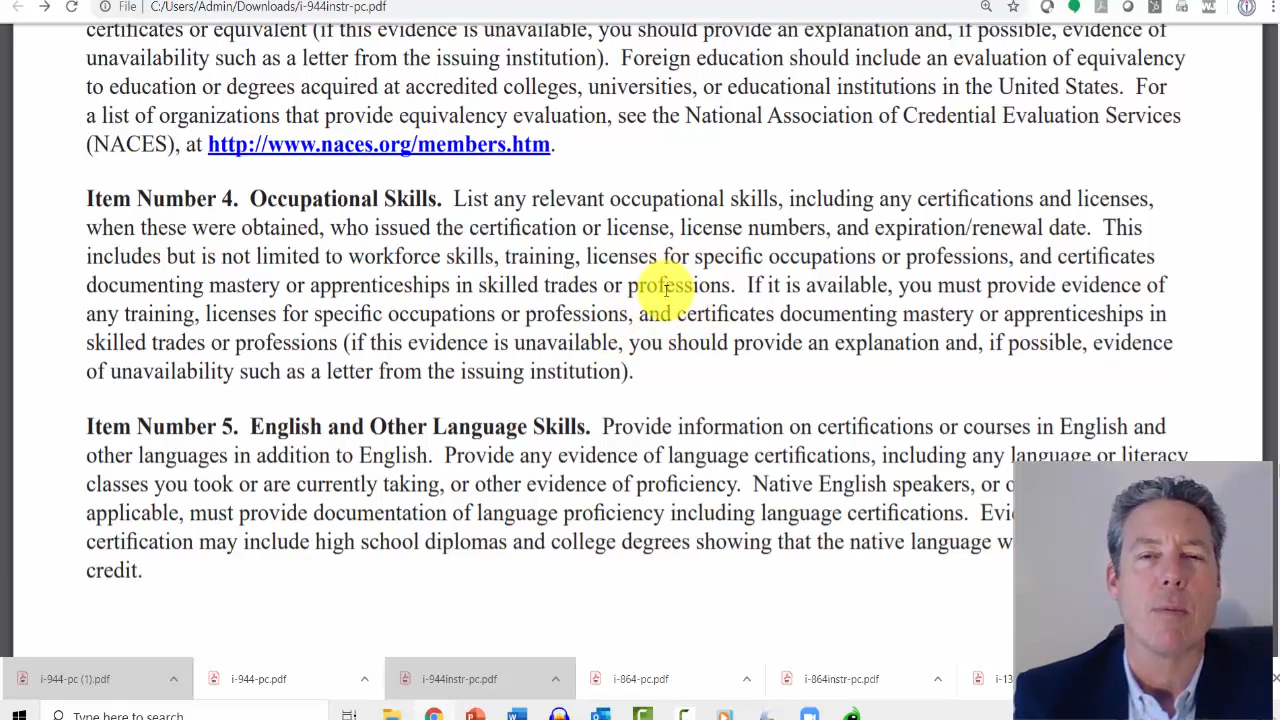 File | C:/Users/Admin/Downloads/i-944instr-pc.pdf
certificates or equivalent (if this evidence is unavailable, you should provide an explanation and, if possible, evidence of
unavailability such as a letter from the issuing institution).  Foreign education should include an evaluation of equivalency
to education or degrees acquired at accredited colleges, universities, or educational institutions in the United States.  For
a list of organizations that provide equivalency evaluation, see the National Association of Credential Evaluation Services
(NACES), at http://www.naces.org/members.htm.
Item Number 4.  Occupational Skills.  List any relevant occupational skills, including any certifications and licenses,
when these were obtained, who issued the certification or license, license numbers, and expiration/renewal date.  This
includes but is not limited to workforce skills, training, licenses for specific occupations or professions, and certificates
documenting mastery or apprenticeships in skilled trades or professions.  If it is available, you must provide evidence of
any training, licenses for specific occupations or professions, and certificates documenting mastery or apprenticeships in
skilled trades or professions (if this evidence is unavailable, you should provide an explanation and, if possible, evidence
of unavailability such as a letter from the issuing institution).
Item Number 5.  English and Other Language Skills.  Provide information on certifications or courses in English and
other languages in addition to English.  Provide any evidence of language certifications, including any language or literacy
classes you took or are currently taking, or other evidence of proficiency.  Native English speakers, or
applicable, must provide documentation of language proficiency including language certifications.
certification may include high school diplomas and college degrees showing that the native language
credit.
i-944-pc (1).pdf
i-944-pc.pdf
i-944instr-pc.pdf
i-864-pc.pdf
i-864instr-pc.pdf
Type here to search